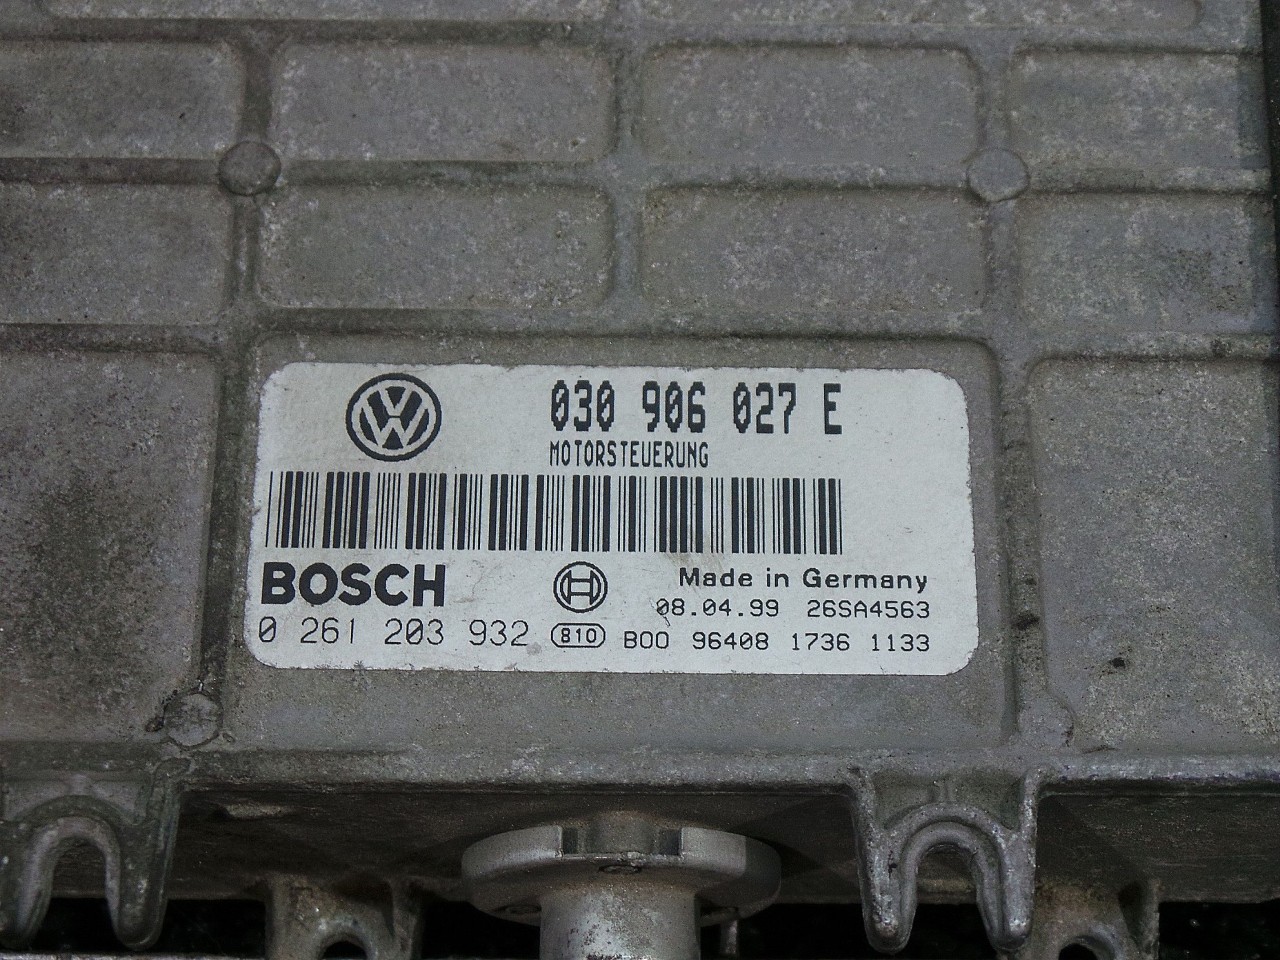 030 906 027 E
MOTORSTEUERUNG
BOSCH Made in Germany
08.04.99 26SA4563
0 261 203 932 810 B00 96408 1736 1133